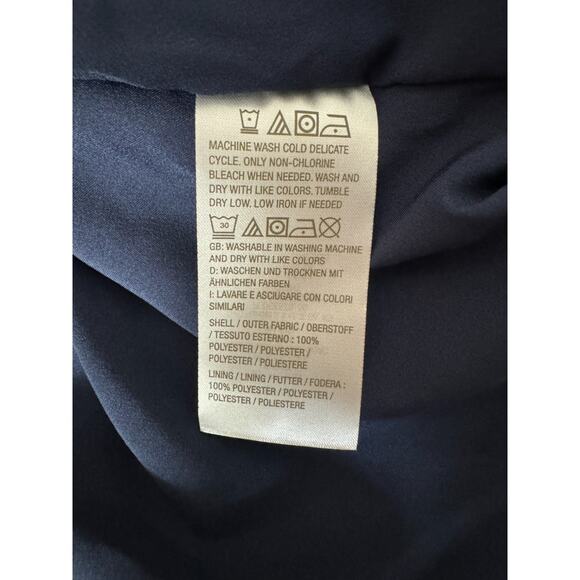 MACHINE WASH COLD DELICATE
CYCLE. ONLY NON-CHLORINE
BLEACH WHEN NEEDED. WASH AND
DRY WITH LIKE COLORS. TUMBLE
DRY LOW. LOW IRON IF NEEDED
30
GB: WASHABLE IN WASHING MACHINE
AND DRY WITH LIKE COLORS
D: WASCHEN UND TROCKNEN MIT
ÄHNLICHEN FARBEN
I: LAVARE E ASCIUGARE CON COLORI
SIMILARI
SHELL / OUTER FABRIC / OBERSTOFF
/ TESSUTO ESTERNO : 100%
POLYESTER / POLYESTER /
POLYESTER / POLIESTERE
LINING / LINING / FUTTER / FODERA :
100% POLYESTER / POLYESTER /
POLYESTER / POLIESTERE